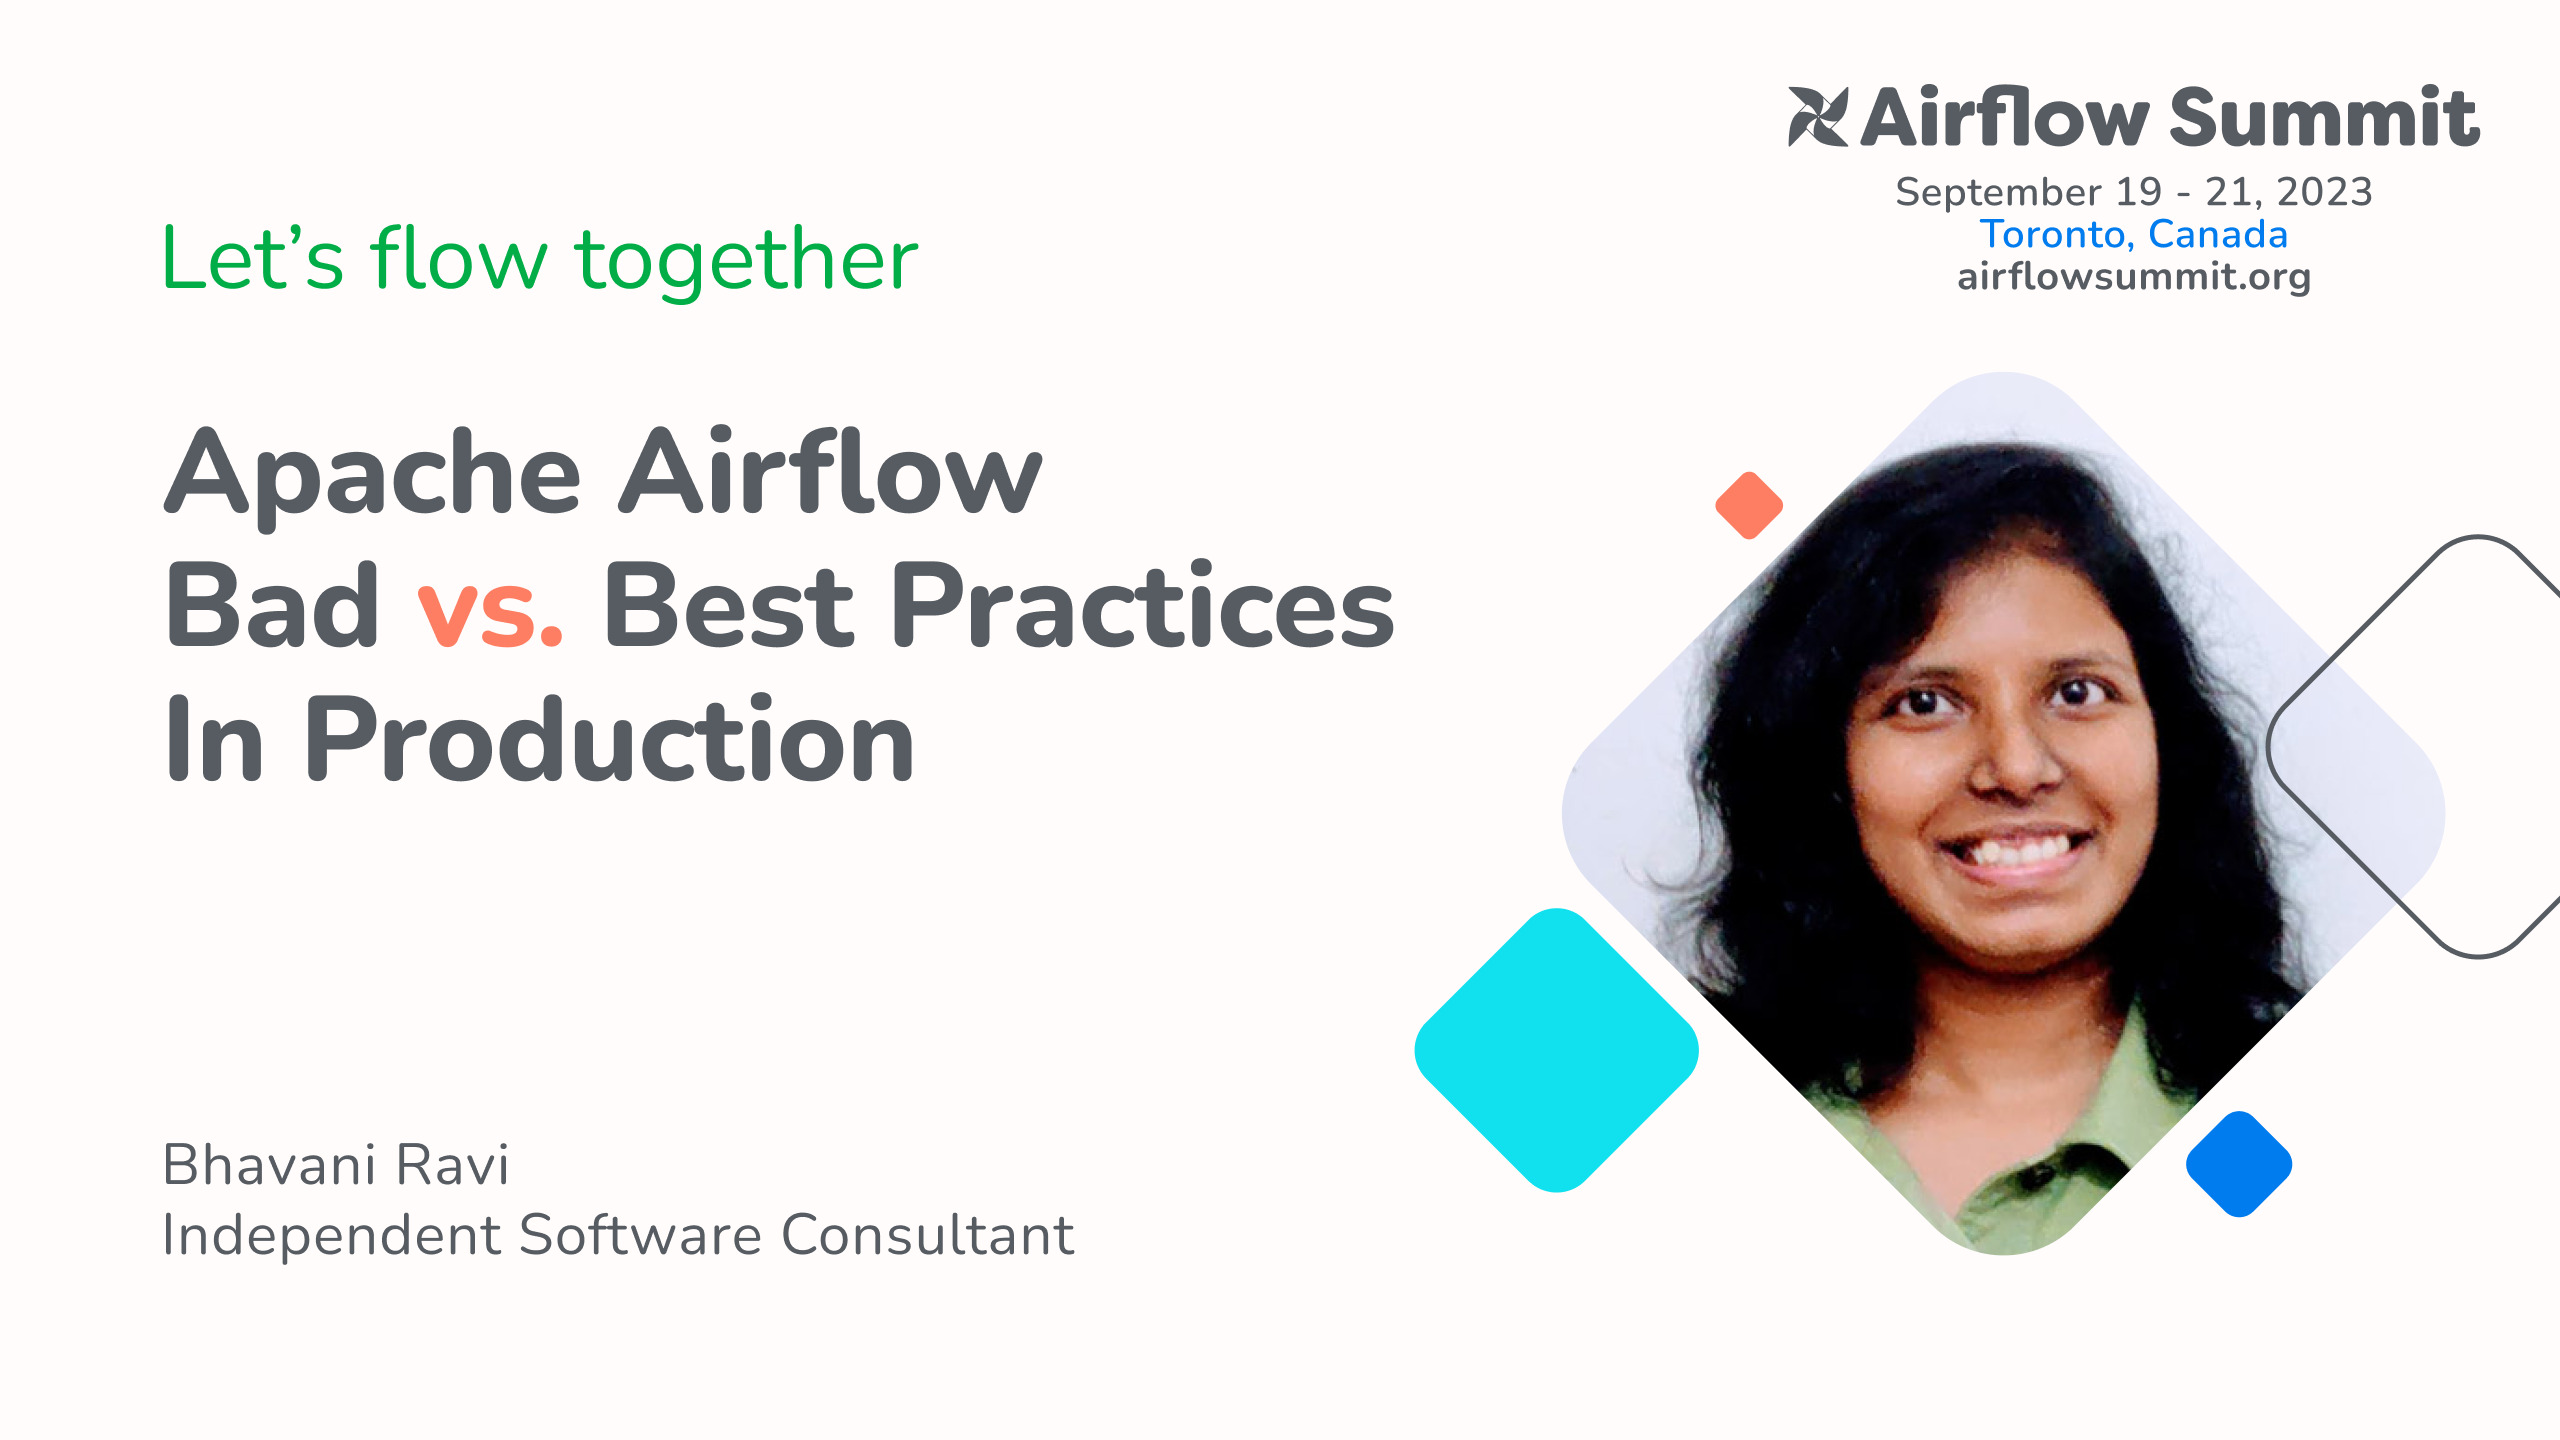 Airflow Summit
September 19 - 21, 2023
Toronto, Canada
airflowsummit.org
Let’s flow together
Apache Airflow
Bad vs. Best Practices
In Production
Bhavani Ravi
Independent Software Consultant